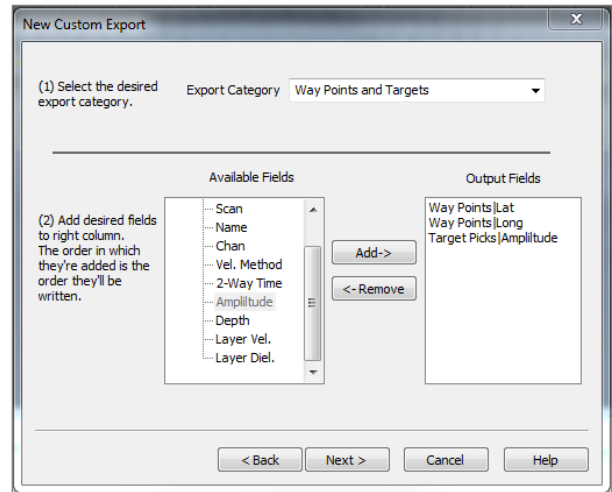 New Custom Export
x
(1) Select the desired
export category.
Export Category
Way Points and Targets
Available Fields
Output Fields
(2) Add desired fields
to right column.
The order in which
they're added is the
order they'll be
written.
Scan
Name
Chan
Vel. Method
2-Way Time
Ampliltude
Depth
Layer Vel.
Layer Diel.
Add->
<- Remove
Way Points|Lat
Way Points|Long
Target Picks|Ampliltude
< Back
Next >
Cancel
Help